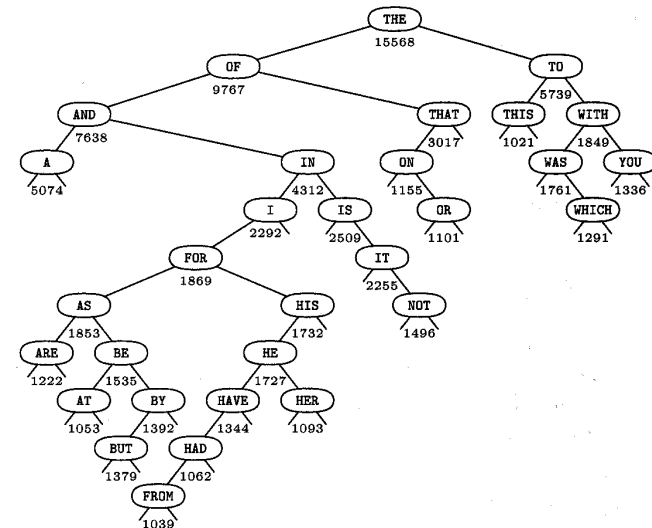 THE
15568
OF TO
9767 5739
AND THAT THIS WITH
7638 3017 1021 1849
A IN ON WAS YOU
5074 4312 1155 1761 1336
I IS OR WHICH
2292 2509 1101 1291
FOR IT
1869 2255
AS HIS NOT
1853 1732 1496
ARE BE HE
1222 1535 1727
AT BY HAVE HER
1053 1392 1344 1093
BUT HAD
1379 1062
FROM
1039